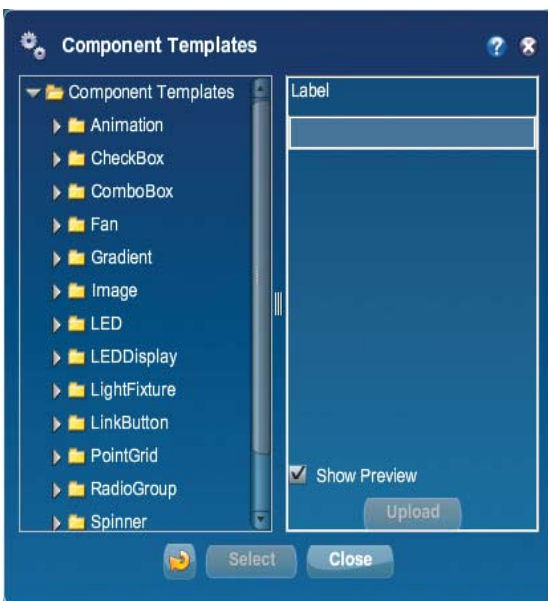 Component Templates
?
Component Templates
Animation
CheckBox
ComboBox
Fan
Gradient
Image
LED
LEDDisplay
LightFixture
LinkButton
PointGrid
RadioGroup
Spinner
Label
Show Preview
Upload
Select
Close